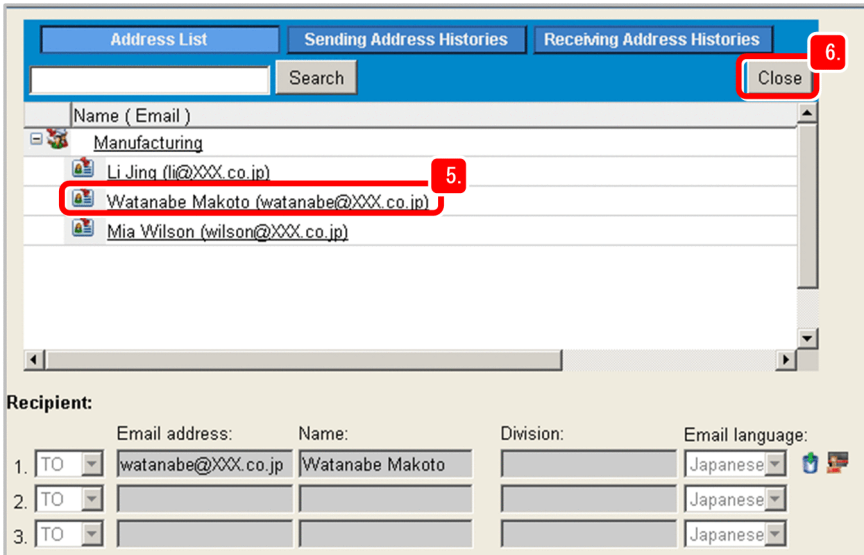 Address List Sending Address Histories Receiving Address Histories
6.
Search Close
Name ( Email )
Manufacturing
Li Jing (li@XXX.co.jp)
5.
Watanabe Makoto (watanabe@XXX.co.jp)
Mia Wilson (wilson@XXX.co.jp)
Recipient:
Email address: Name: Division: Email language:
1. TO watanabe@XXX.co.jp Watanabe Makoto Japanese
2. TO Japanese
3. TO Japanese